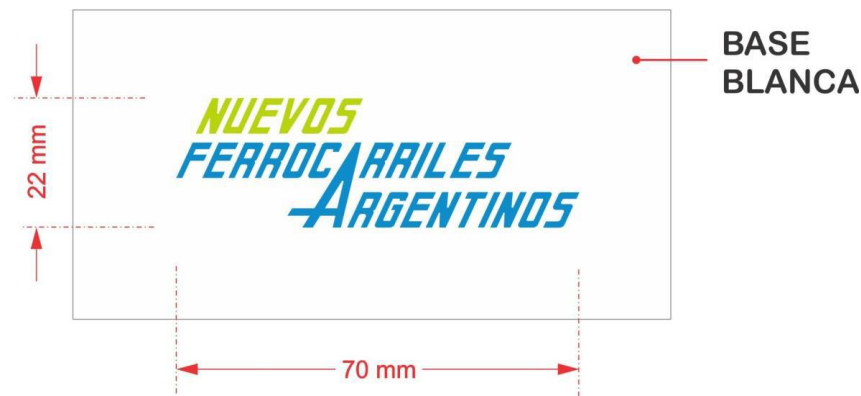 BASE
BLANCA
22 mm
NUEVOS
FERROCARRILES
ARGENTINOS
70 mm